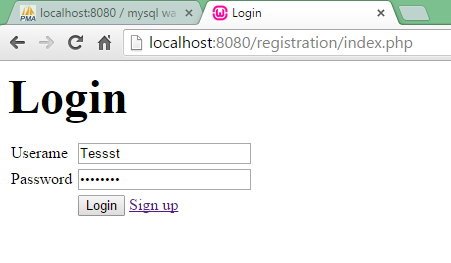 localhost:8080 / mysql wa
Login
localhost:8080/registration/index.php
Login
Userame Tessst
Password ••••••••
Login Sign up